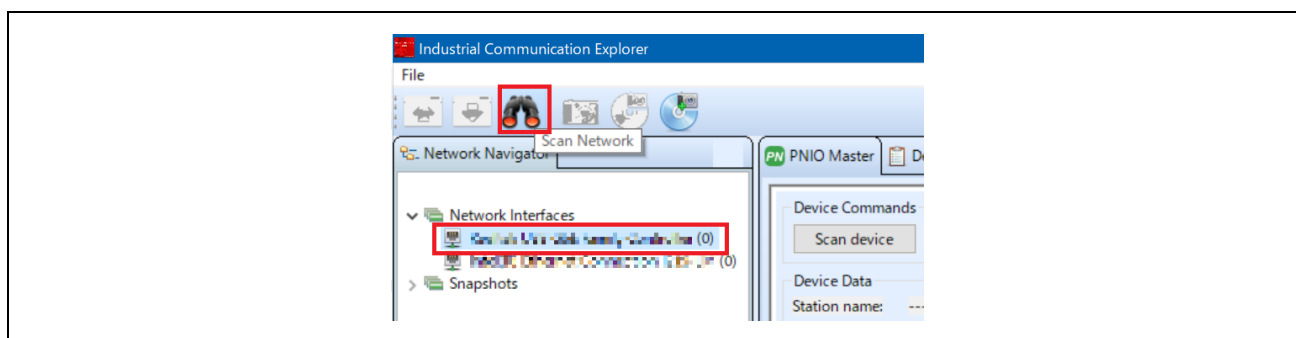 Industrial Communication Explorer
File
Scan Network
Network Navigator
PN PNIO Master
Network Interfaces
(0)
(0)
Snapshots
Device Commands
Scan device
Device Data
Station name: ---